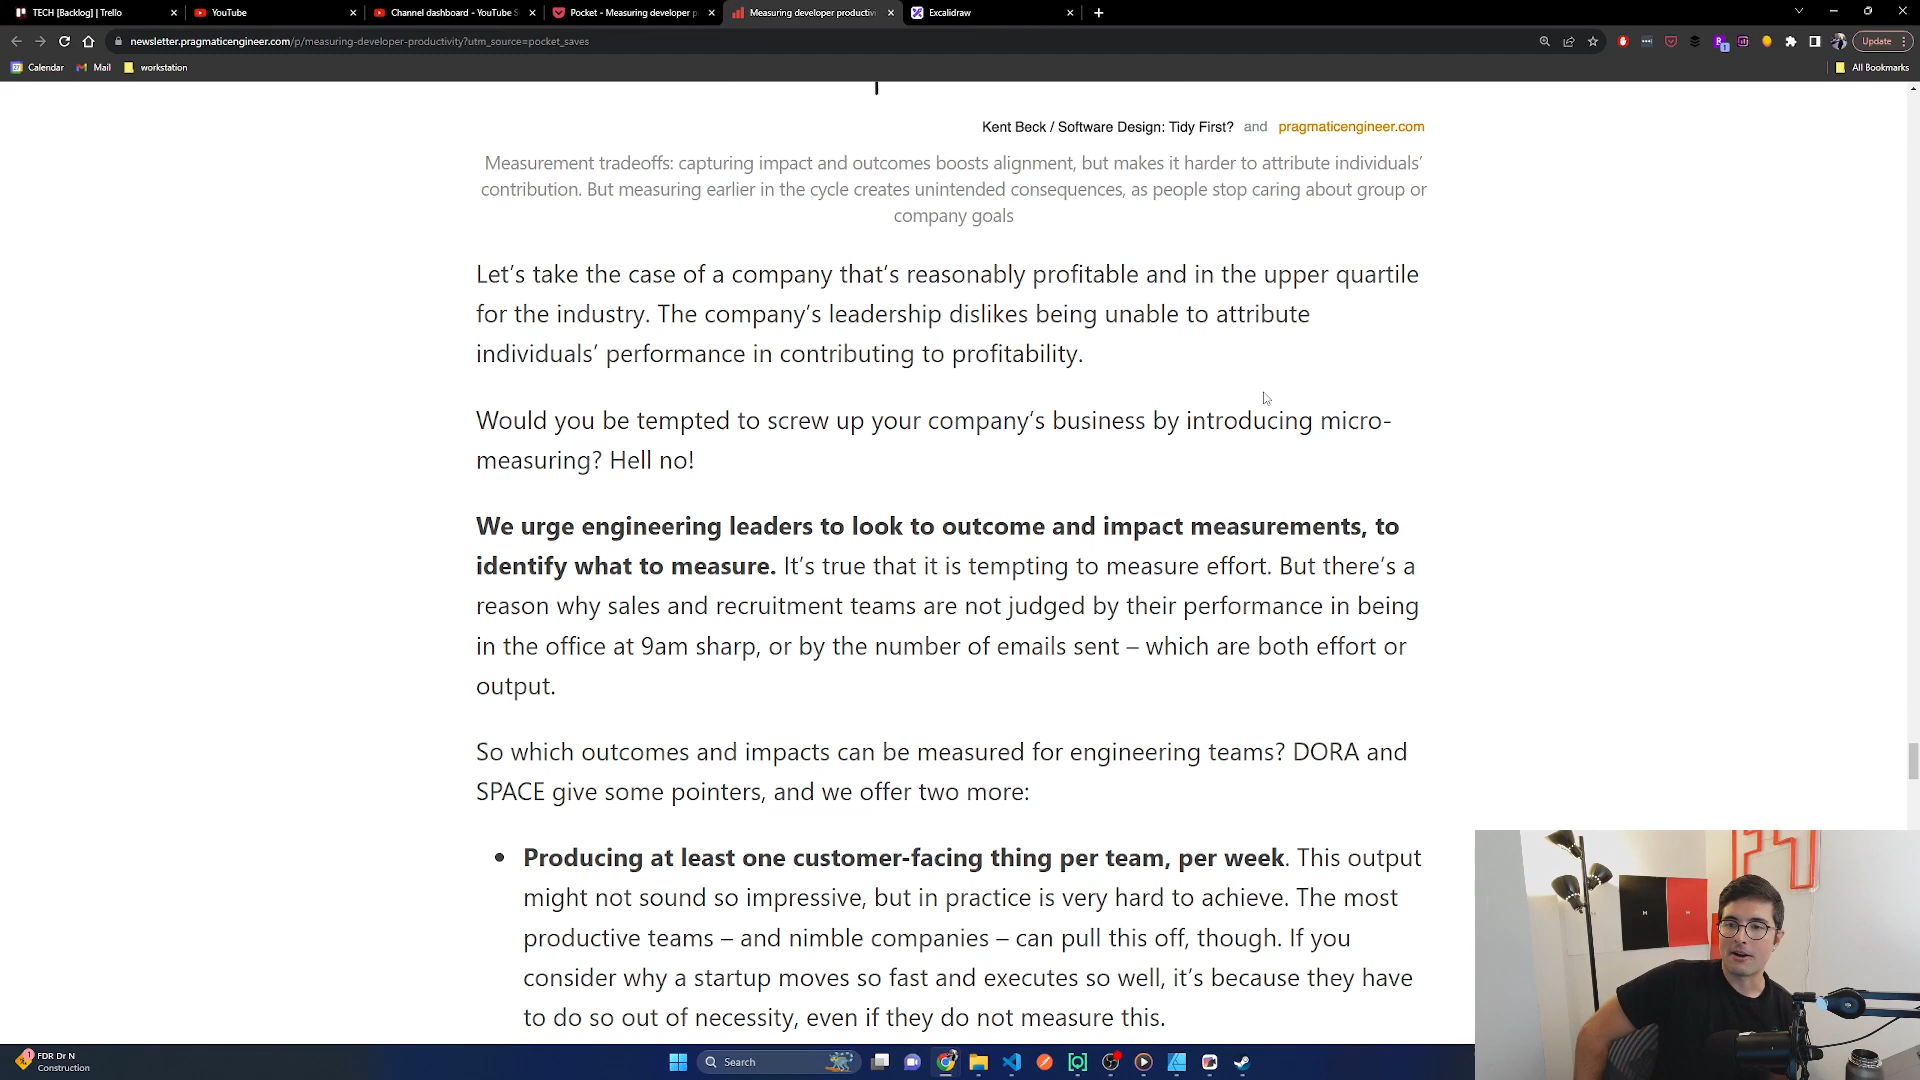 TECH [Backlog] | Trello
YouTube
Channel dashboard - YouTube S
Pocket - Measuring developer p
Measuring developer productivi
Excalidraw
newsletter.pragmaticengineer.com/p/measuring-developer-productivity?utm_source=pocket_saves
Update
Calendar
Mail
workstation
All Bookmarks
Kent Beck / Software Design: Tidy First? and pragmaticengineer.com
Measurement tradeoffs: capturing impact and outcomes boosts alignment, but makes it harder to attribute individuals’
contribution. But measuring earlier in the cycle creates unintended consequences, as people stop caring about group or
company goals
Let’s take the case of a company that’s reasonably profitable and in the upper quartile
for the industry. The company’s leadership dislikes being unable to attribute
individuals’ performance in contributing to profitability.
Would you be tempted to screw up your company’s business by introducing micro-
measuring? Hell no!
We urge engineering leaders to look to outcome and impact measurements, to
identify what to measure. It’s true that it is tempting to measure effort. But there’s a
reason why sales and recruitment teams are not judged by their performance in being
in the office at 9am sharp, or by the number of emails sent – which are both effort or
output.
So which outcomes and impacts can be measured for engineering teams? DORA and
SPACE give some pointers, and we offer two more:
• Producing at least one customer-facing thing per team, per week. This output
might not sound so impressive, but in practice is very hard to achieve. The most
productive teams – and nimble companies – can pull this off, though. If you
consider why a startup moves so fast and executes so well, it’s because they have
to do so out of necessity, even if they do not measure this.
FDR Dr N
Construction
Search